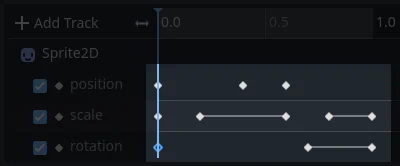 Add Track 0.0 0.5 1.0
Sprite2D
position
scale
rotation